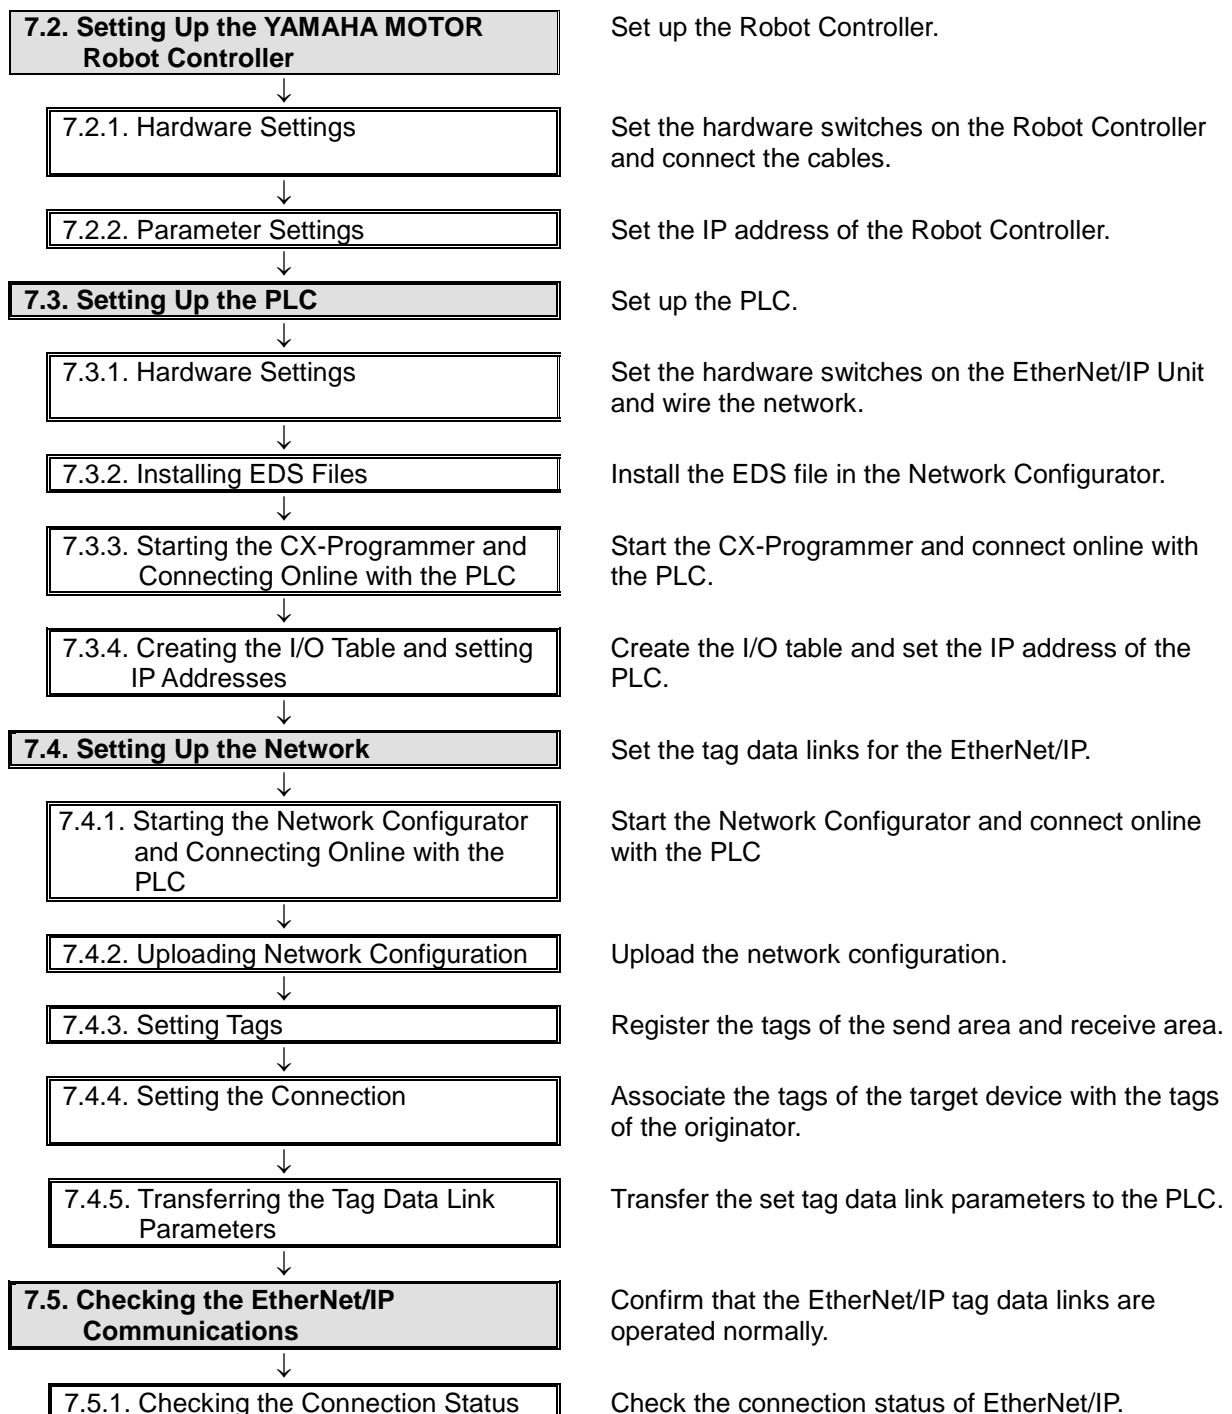 7.2. Setting Up the YAMAHA MOTOR
Robot Controller
Set up the Robot Controller.
↓
7.2.1. Hardware Settings
Set the hardware switches on the Robot Controller
and connect the cables.
↓
7.2.2. Parameter Settings
Set the IP address of the Robot Controller.
↓
7.3. Setting Up the PLC
Set up the PLC.
↓
7.3.1. Hardware Settings
Set the hardware switches on the EtherNet/IP Unit
and wire the network.
↓
7.3.2. Installing EDS Files
Install the EDS file in the Network Configurator.
↓
7.3.3. Starting the CX-Programmer and
Connecting Online with the PLC
Start the CX-Programmer and connect online with
the PLC.
↓
7.3.4. Creating the I/O Table and setting
IP Addresses
Create the I/O table and set the IP address of the
PLC.
↓
7.4. Setting Up the Network
Set the tag data links for the EtherNet/IP.
↓
7.4.1. Starting the Network Configurator
and Connecting Online with the
PLC
Start the Network Configurator and connect online
with the PLC
↓
7.4.2. Uploading Network Configuration
Upload the network configuration.
↓
7.4.3. Setting Tags
Register the tags of the send area and receive area.
↓
7.4.4. Setting the Connection
Associate the tags of the target device with the tags
of the originator.
↓
7.4.5. Transferring the Tag Data Link
Parameters
Transfer the set tag data link parameters to the PLC.
↓
7.5. Checking the EtherNet/IP
Communications
Confirm that the EtherNet/IP tag data links are
operated normally.
↓
7.5.1. Checking the Connection Status
Check the connection status of EtherNet/IP.